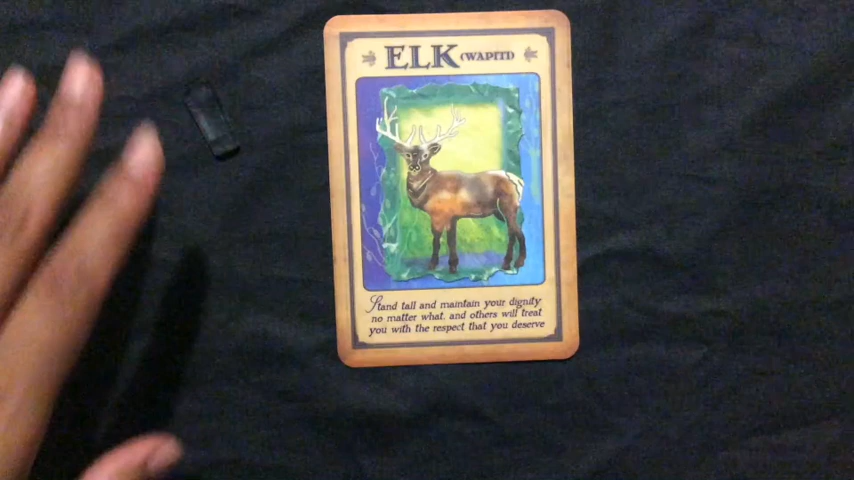 ELK (WAPITI)
Stand tall and maintain your dignity
no matter what, and others will treat
you with the respect that you deserve